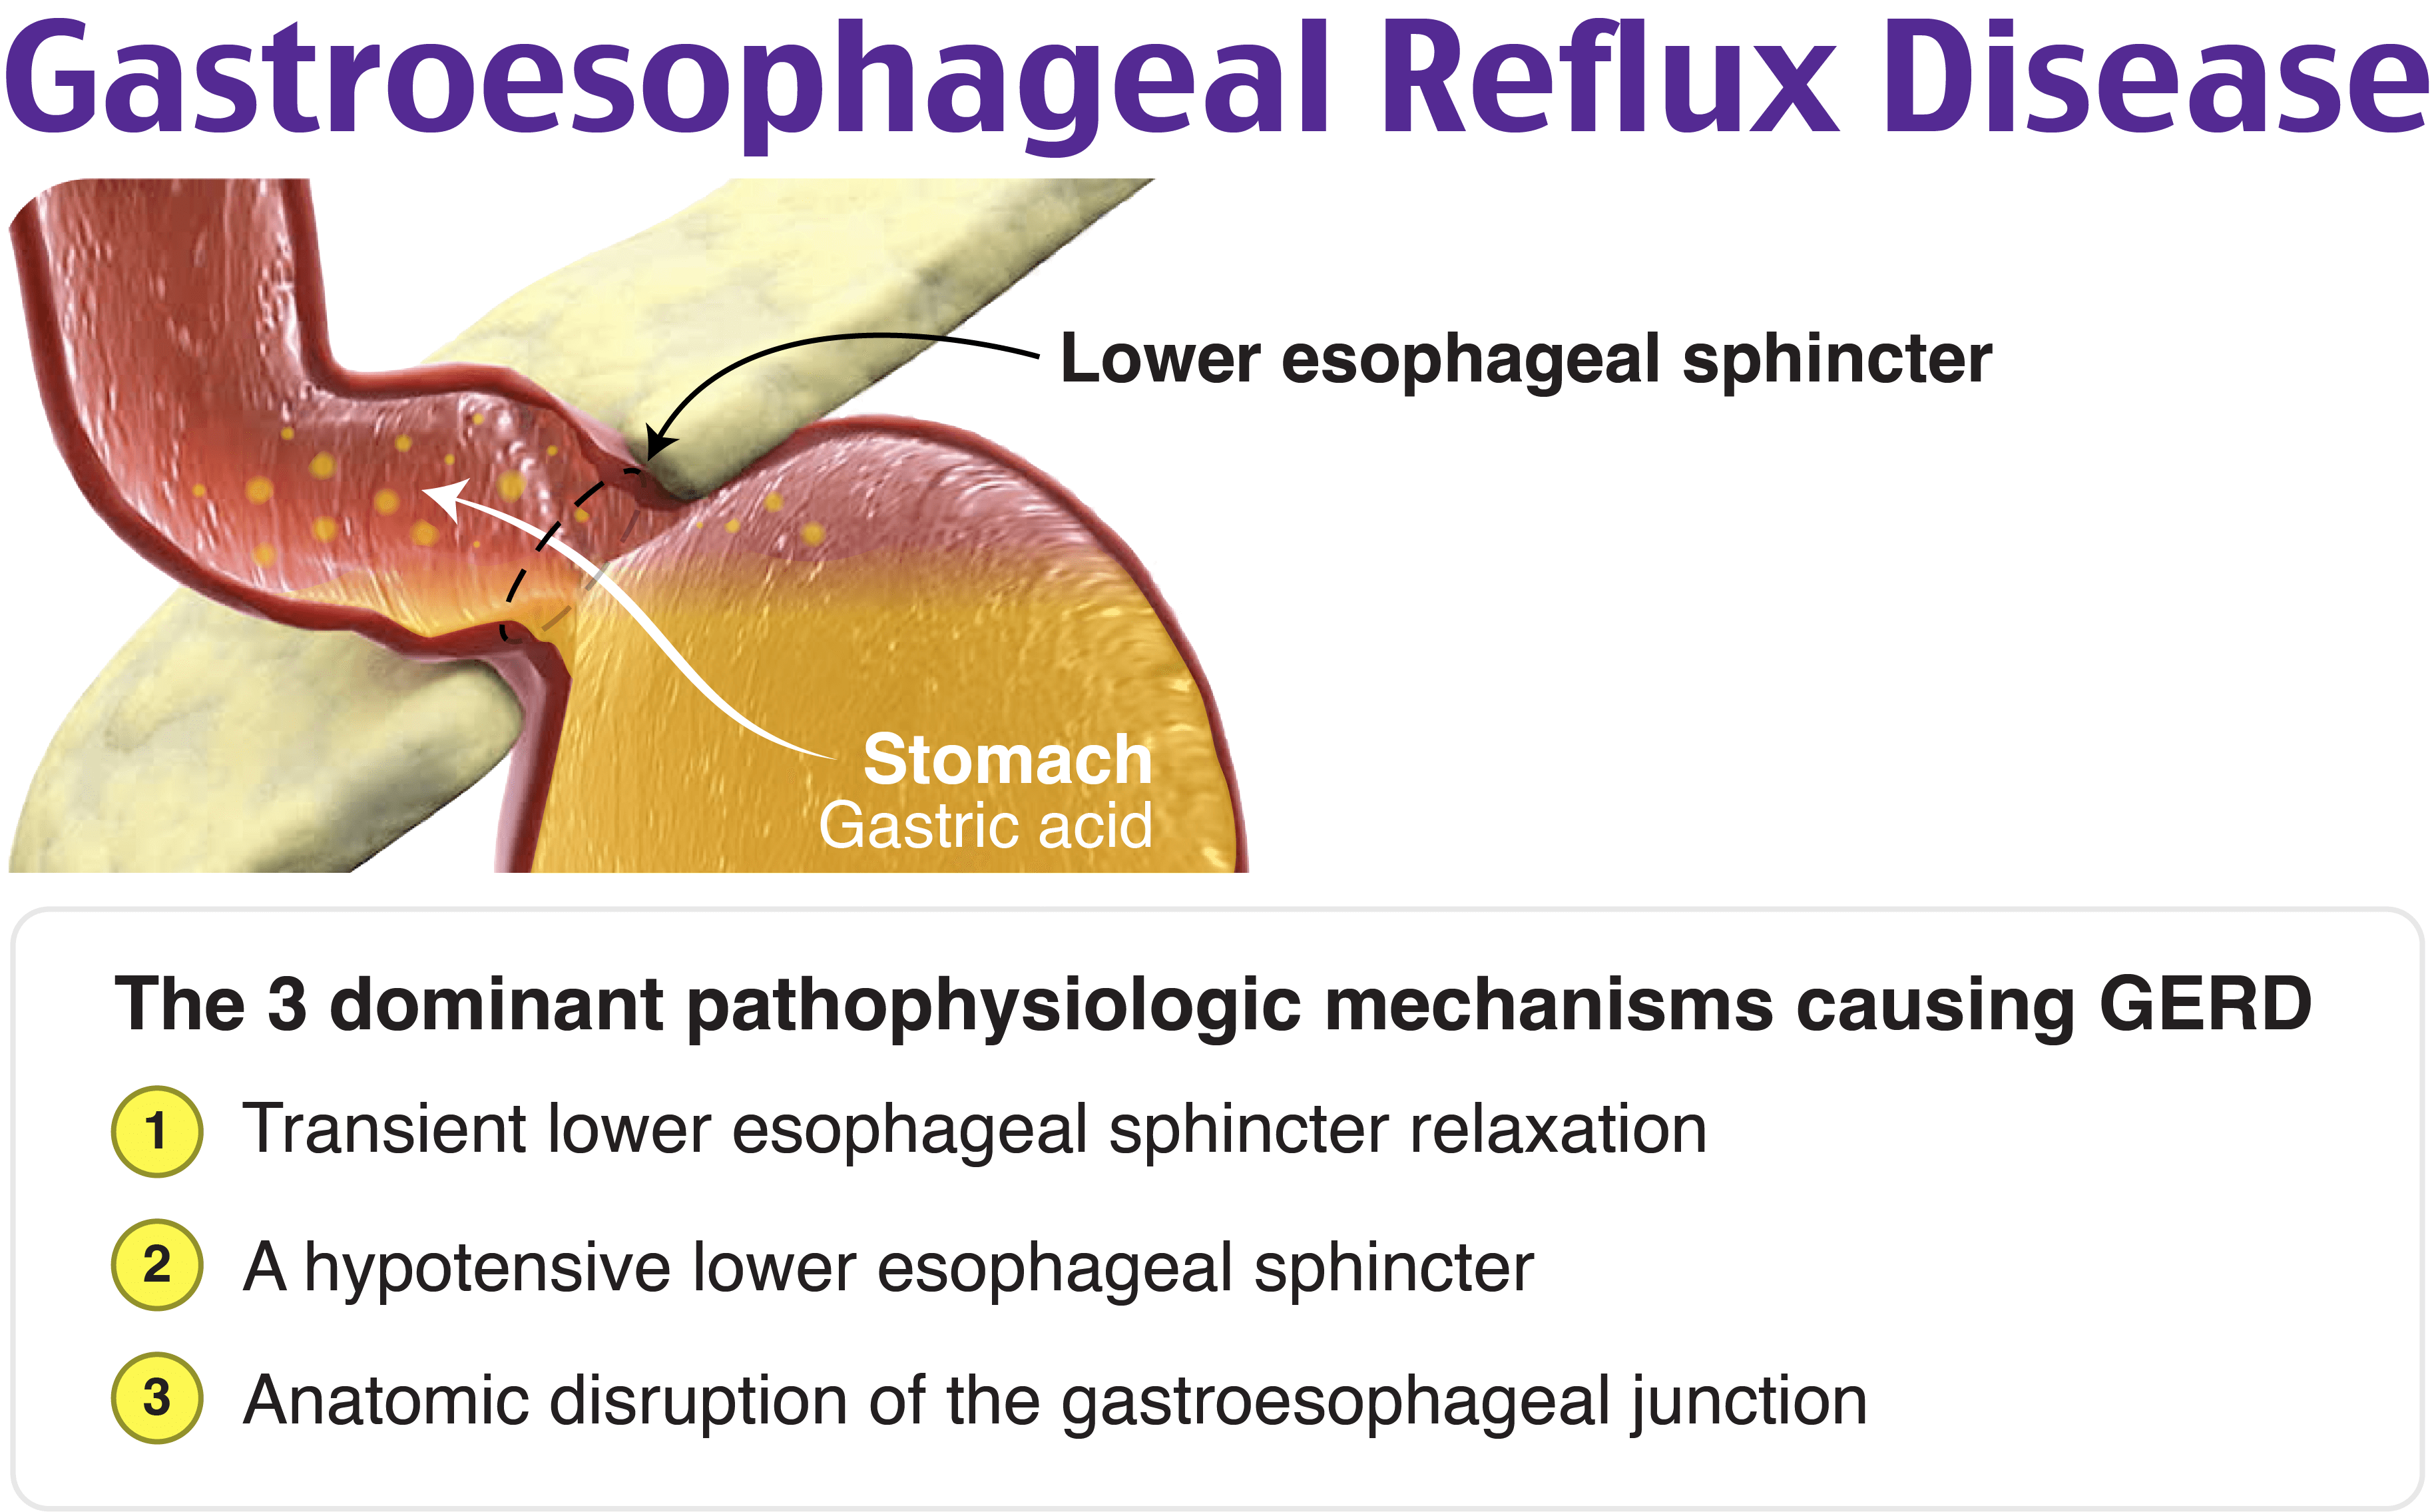 Gastroesophageal Reflux Disease
Lower esophageal sphincter
Stomach
Gastric acid
The 3 dominant pathophysiologic mechanisms causing GERD
1 Transient lower esophageal sphincter relaxation
2 A hypotensive lower esophageal sphincter
3 Anatomic disruption of the gastroesophageal junction